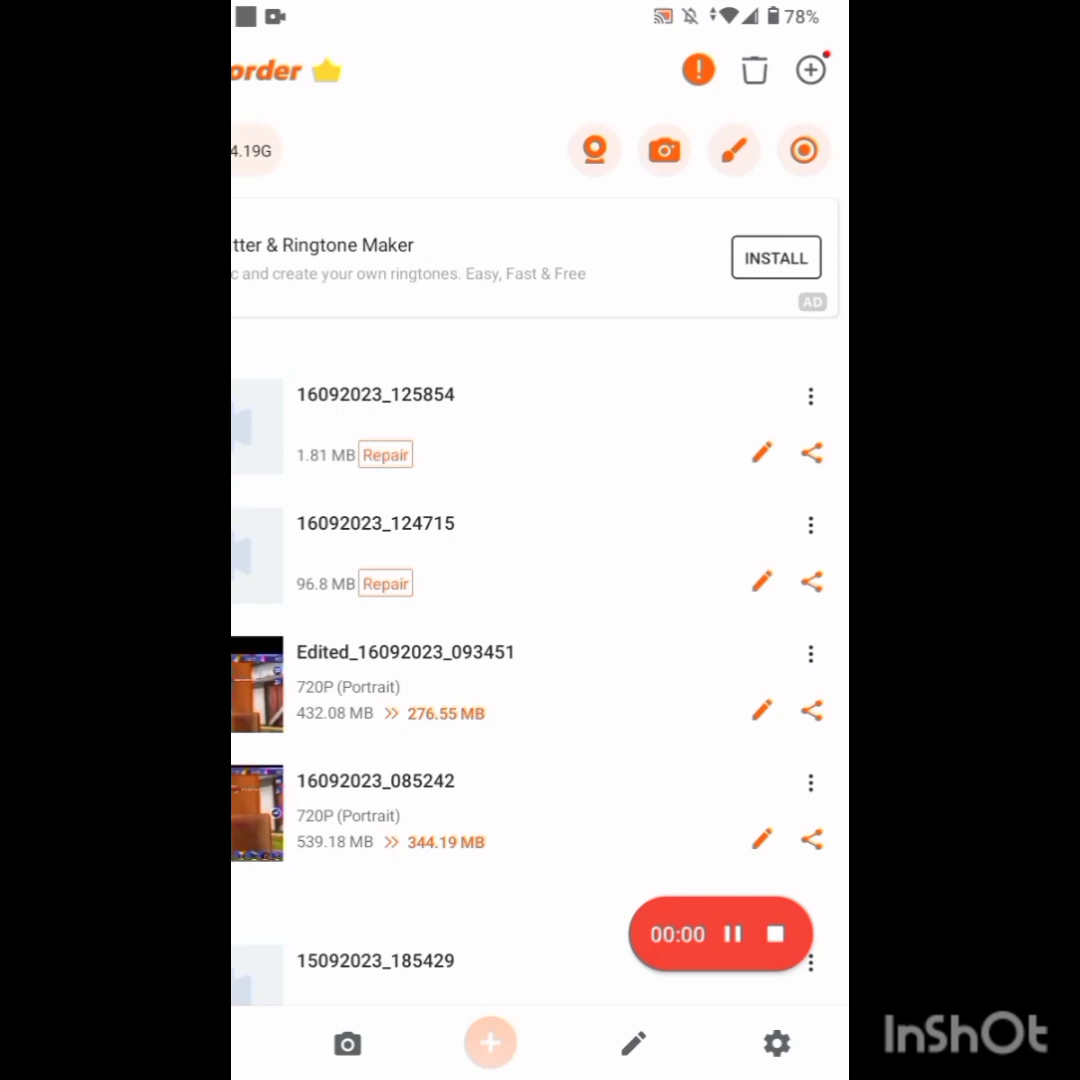 78%
order
4.19G
tter & Ringtone Maker
c and create your own ringtones. Easy, Fast & Free
INSTALL
AD
16092023_125854
1.81 MB Repair
16092023_124715
96.8 MB Repair
Edited_16092023_093451
720P (Portrait)
432.08 MB >> 276.55 MB
16092023_085242
720P (Portrait)
539.18 MB >> 344.19 MB
00:00
15092023_185429
InShOt